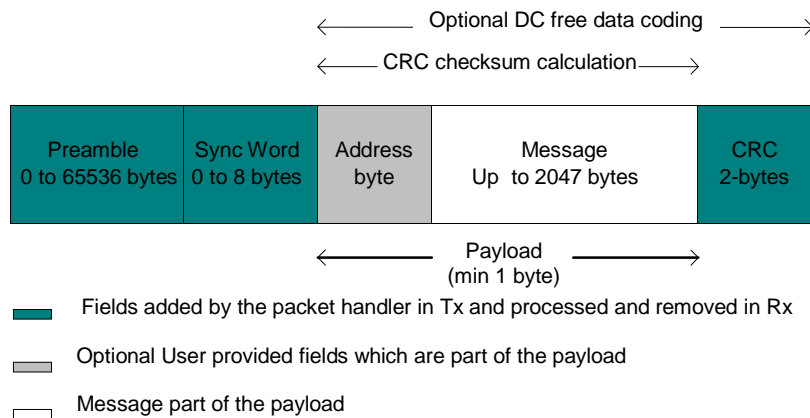 Optional DC free data coding
CRC checksum calculation
Preamble
0 to 65536 bytes
Sync Word
0 to 8 bytes
Address
byte
Message
Up to 2047 bytes
CRC
2-bytes
Payload
(min 1 byte)
Fields added by the packet handler in Tx and processed and removed in Rx
Optional User provided fields which are part of the payload
Message part of the payload